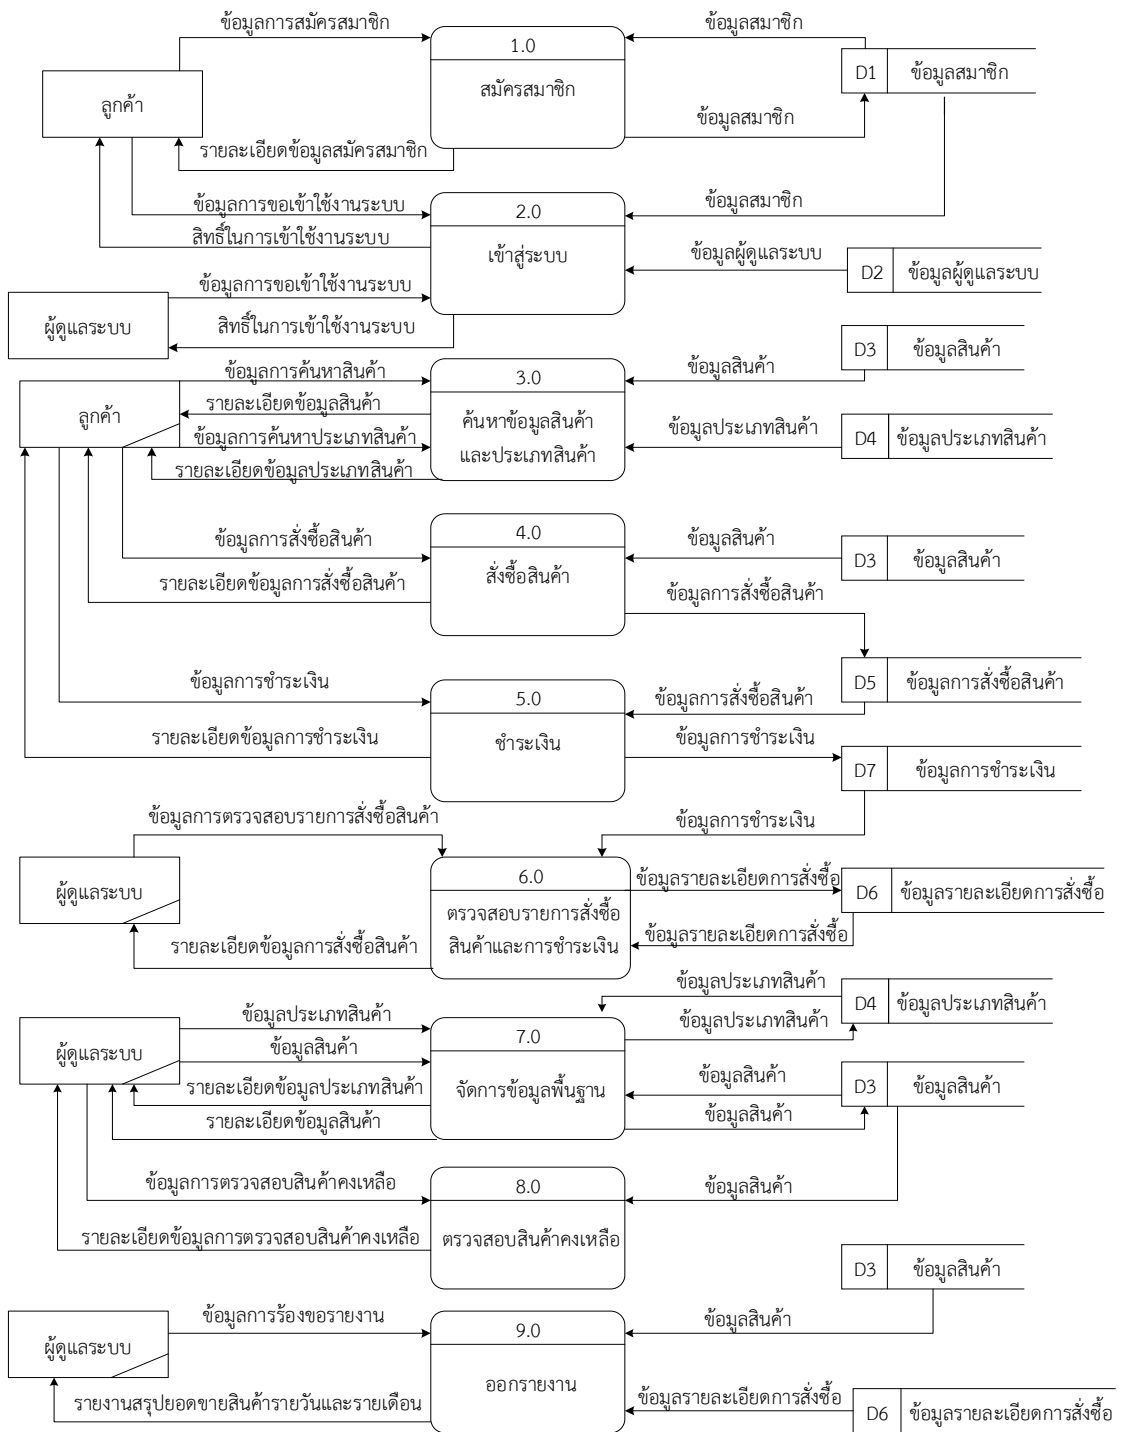 ข้อมูลการสมัครสมาชิก
1.0
ข้อมูลสมาชิก
ลูกค้า
สมัครสมาชิก
D1
ข้อมูลสมาชิก
ข้อมูลสมาชิก
รายละเอียดข้อมูลสมัครสมาชิก
ข้อมูลการขอเข้าใช้งานระบบ
2.0
ข้อมูลสมาชิก
สิทธิ์ในการเข้าใช้งานระบบ
เข้าสู่ระบบ
ข้อมูลผู้ดูแลระบบ
D2
ข้อมูลผู้ดูแลระบบ
ข้อมูลการขอเข้าใช้งานระบบ
ผู้ดูแลระบบ
สิทธิ์ในการเข้าใช้งานระบบ
D3
ข้อมูลสินค้า
ข้อมูลการค้นหาสินค้า
3.0
ข้อมูลสินค้า
ลูกค้า
รายละเอียดข้อมูลสินค้า
ค้นหาข้อมูลสินค้า
และประเภทสินค้า
ข้อมูลการค้นหาประเภทสินค้า
ข้อมูลประเภทสินค้า
D4
ข้อมูลประเภทสินค้า
รายละเอียดข้อมูลประเภทสินค้า
ข้อมูลการสั่งซื้อสินค้า
4.0
ข้อมูลสินค้า
D3
ข้อมูลสินค้า
รายละเอียดข้อมูลการสั่งซื้อสินค้า
สั่งซื้อสินค้า
ข้อมูลการสั่งซื้อสินค้า
D5
ข้อมูลการสั่งซื้อสินค้า
ข้อมูลการชำระเงิน
5.0
ข้อมูลการสั่งซื้อสินค้า
รายละเอียดข้อมูลการชำระเงิน
ชำระเงิน
ข้อมูลการชำระเงิน
D7
ข้อมูลการชำระเงิน
ข้อมูลการตรวจสอบรายการสั่งซื้อสินค้า
ข้อมูลการชำระเงิน
ผู้ดูแลระบบ
6.0
ข้อมูลรายละเอียดการสั่งซื้อ
D6
ข้อมูลรายละเอียดการสั่งซื้อ
ตรวจสอบรายการสั่งซื้อ
สินค้าและการชำระเงิน
ข้อมูลรายละเอียดการสั่งซื้อ
รายละเอียดข้อมูลการสั่งซื้อสินค้า
ข้อมูลประเภทสินค้า
D4
ข้อมูลประเภทสินค้า
ข้อมูลประเภทสินค้า
7.0
ข้อมูลประเภทสินค้า
ผู้ดูแลระบบ
ข้อมูลสินค้า
ข้อมูลสินค้า
D3
ข้อมูลสินค้า
รายละเอียดข้อมูลประเภทสินค้า
จัดการข้อมูลพื้นฐาน
รายละเอียดข้อมูลสินค้า
ข้อมูลสินค้า
ข้อมูลการตรวจสอบสินค้าคงเหลือ
8.0
ข้อมูลสินค้า
รายละเอียดข้อมูลการตรวจสอบสินค้าคงเหลือ
ตรวจสอบสินค้าคงเหลือ
D3
ข้อมูลสินค้า
ข้อมูลการร้องขอรายงาน
9.0
ข้อมูลสินค้า
ผู้ดูแลระบบ
ออกรายงาน
รายงานสรุปยอดขายสินค้ารายวันและรายเดือน
ข้อมูลรายละเอียดการสั่งซื้อ
D6
ข้อมูลรายละเอียดการสั่งซื้อ